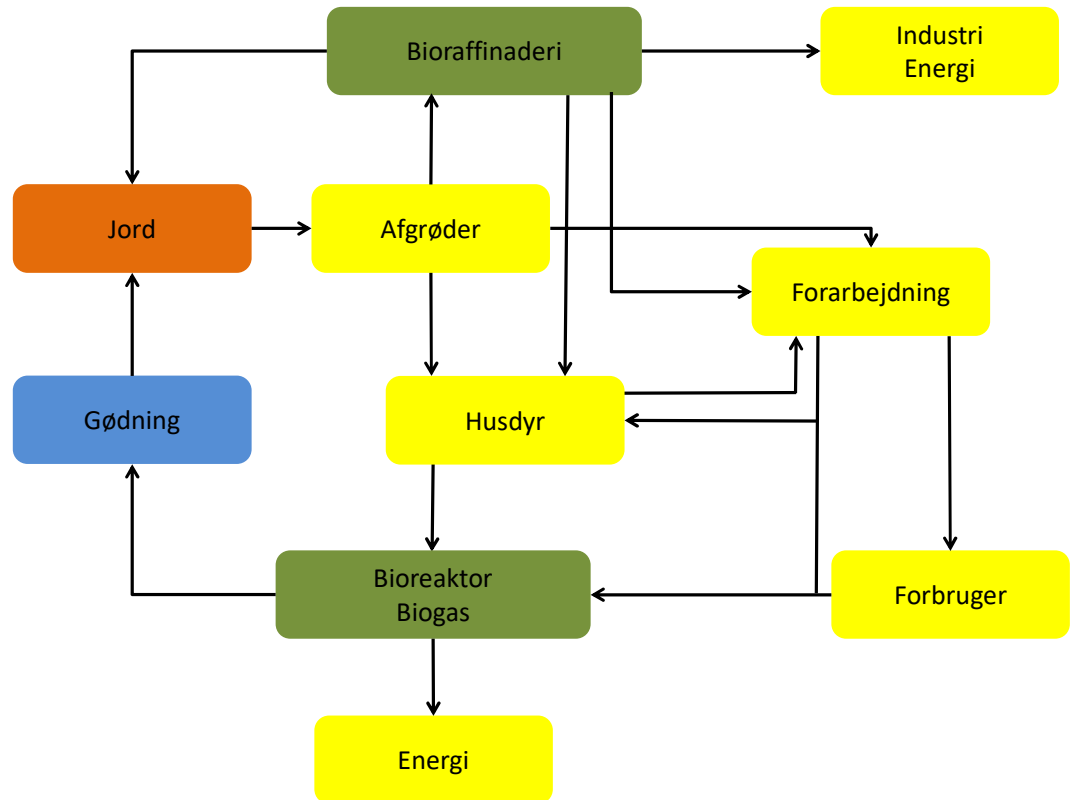 Bioraffinaderi
Industri
Energi
Jord
Afgrøder
Forarbejdning
Gødning
Husdyr
Bioreaktor
Biogas
Forbruger
Energi